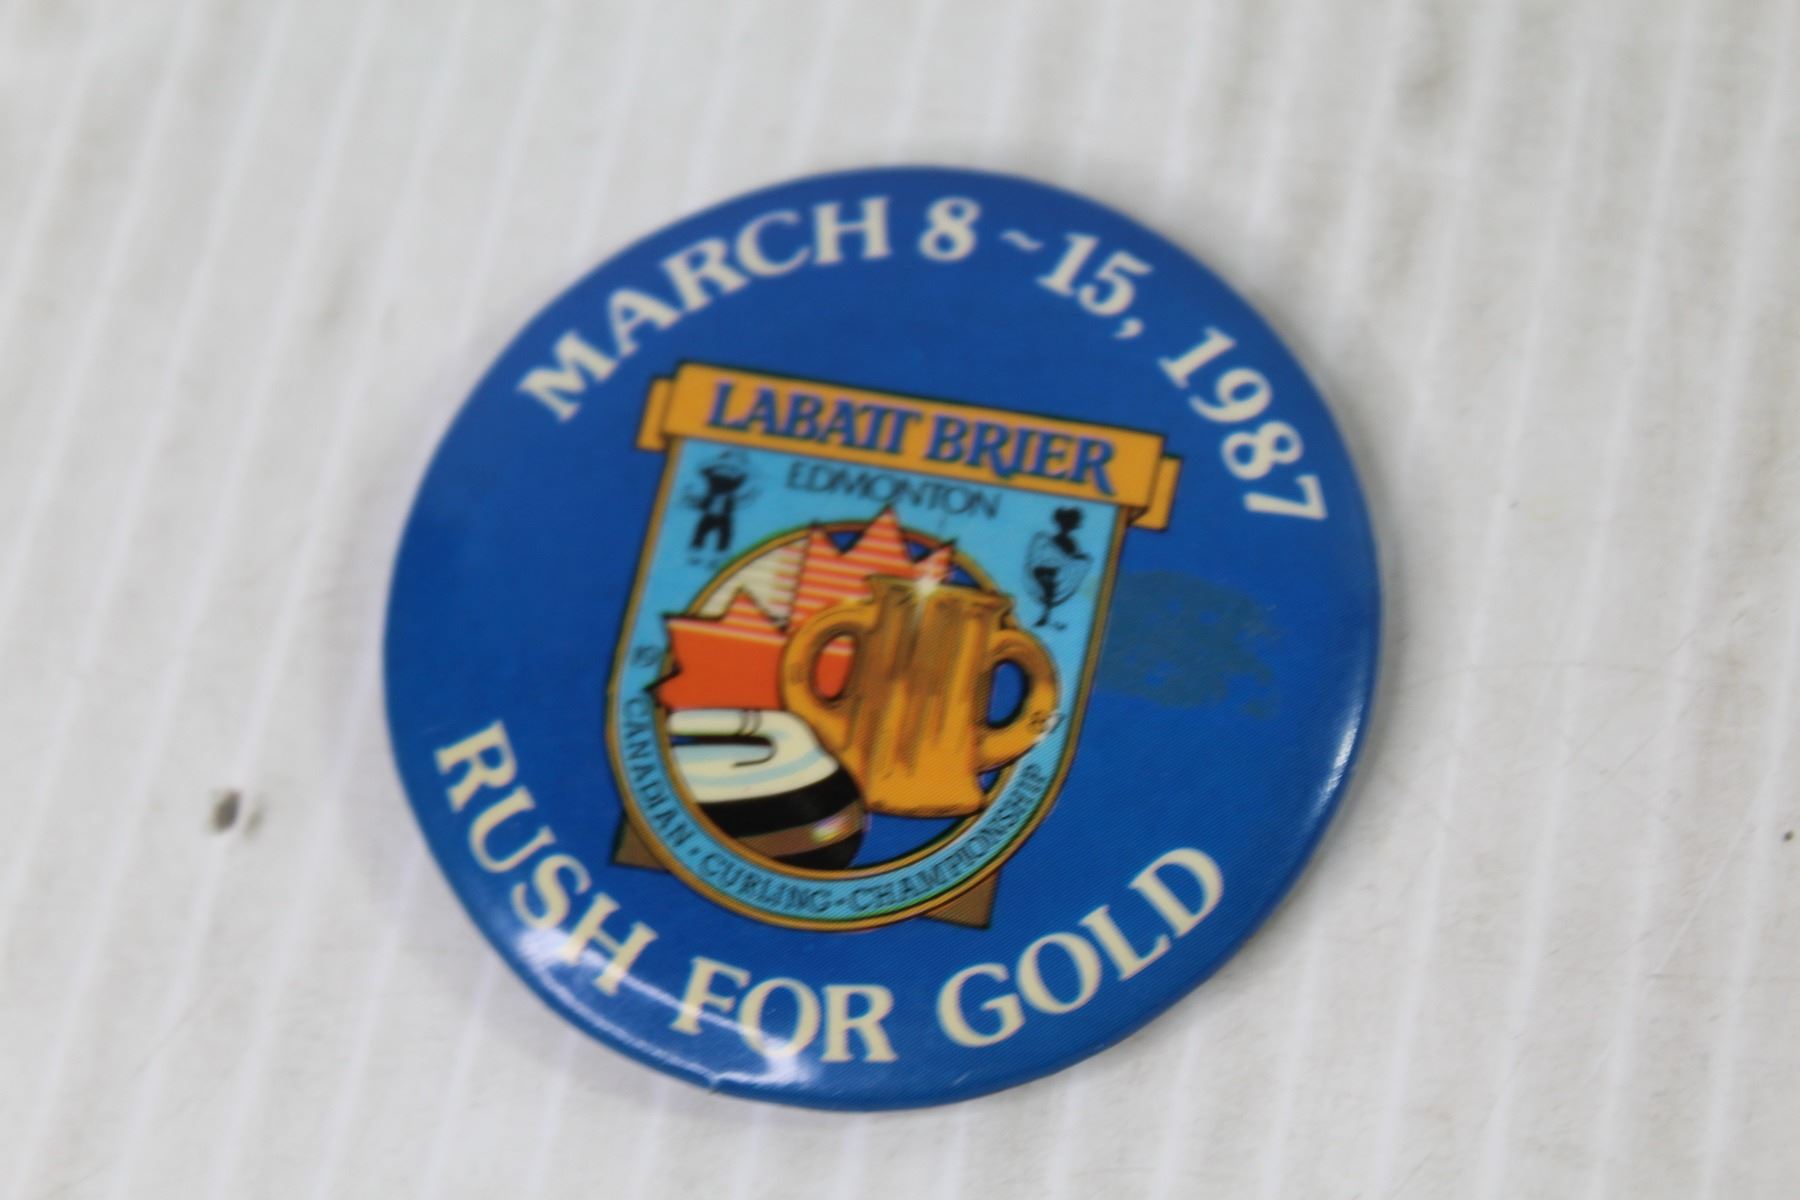 MARCH 8~15, 1987
LABATT BRIER
EDMONTON
CANADIAN · CURLING - CHAMPIONSHIP
RUSH FOR GOLD